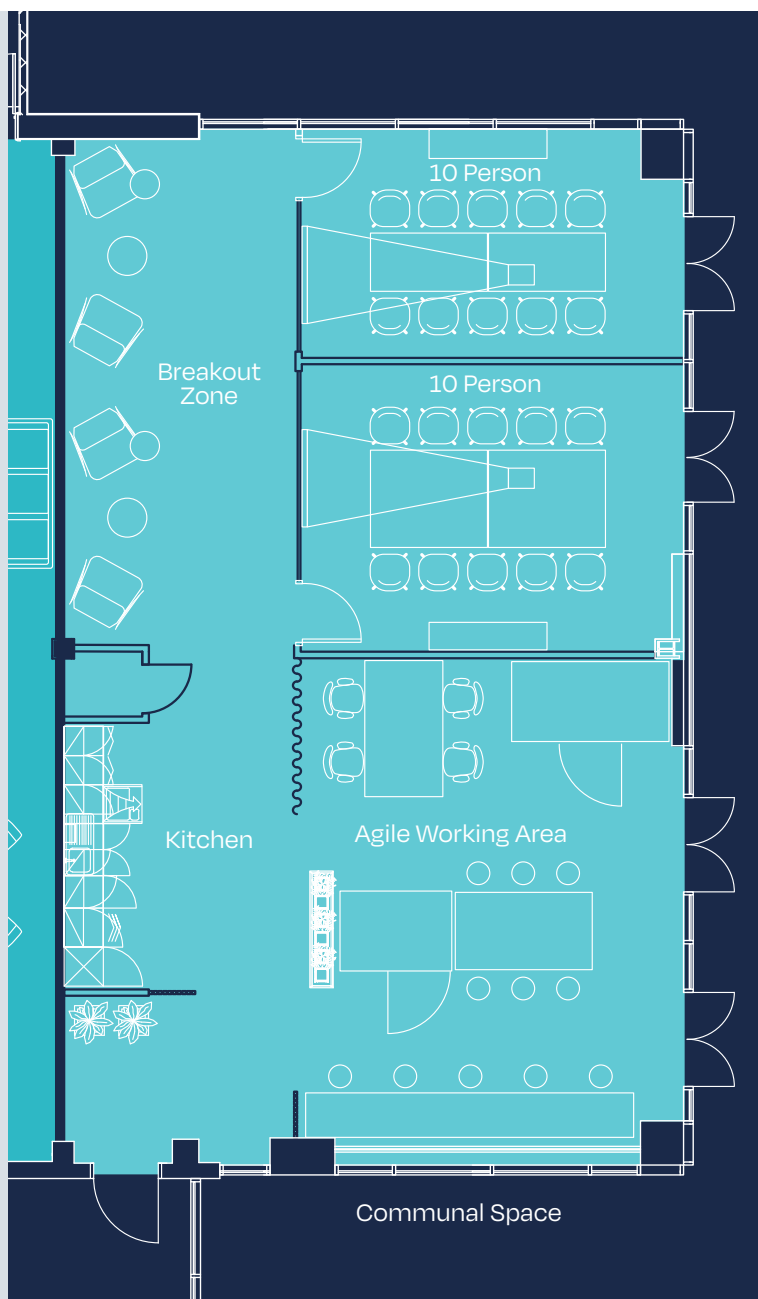 10 Person
Breakout
Zone
10 Person
Kitchen
Agile Working Area
Communal Space